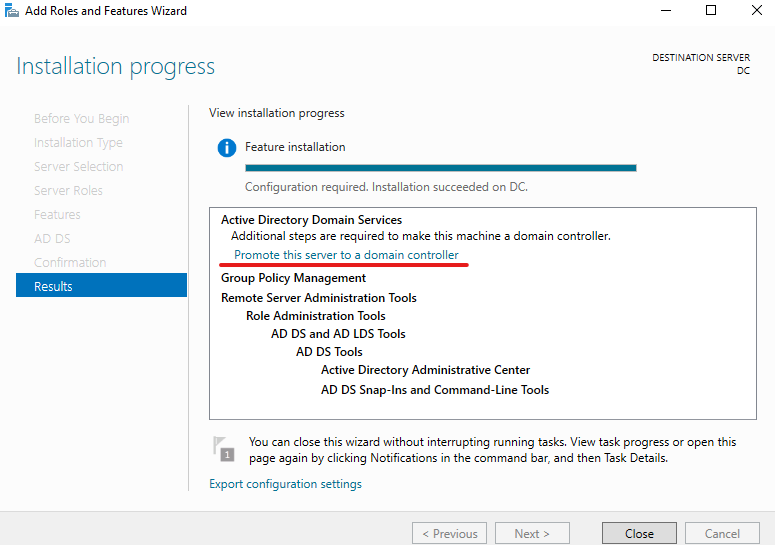 Add Roles and Features Wizard
Installation progress
DESTINATION SERVER
DC
Before You Begin
Installation Type
Server Selection
Server Roles
Features
AD DS
Confirmation
Results
View installation progress
Feature installation
Configuration required. Installation succeeded on DC.
Active Directory Domain Services
Additional steps are required to make this machine a domain controller.
Promote this server to a domain controller
Group Policy Management
Remote Server Administration Tools
Role Administration Tools
AD DS and AD LDS Tools
AD DS Tools
Active Directory Administrative Center
AD DS Snap-Ins and Command-Line Tools
1
You can close this wizard without interrupting running tasks. View task progress or open this
page again by clicking Notifications in the command bar, and then Task Details.
Export configuration settings
< Previous
Next >
Close
Cancel